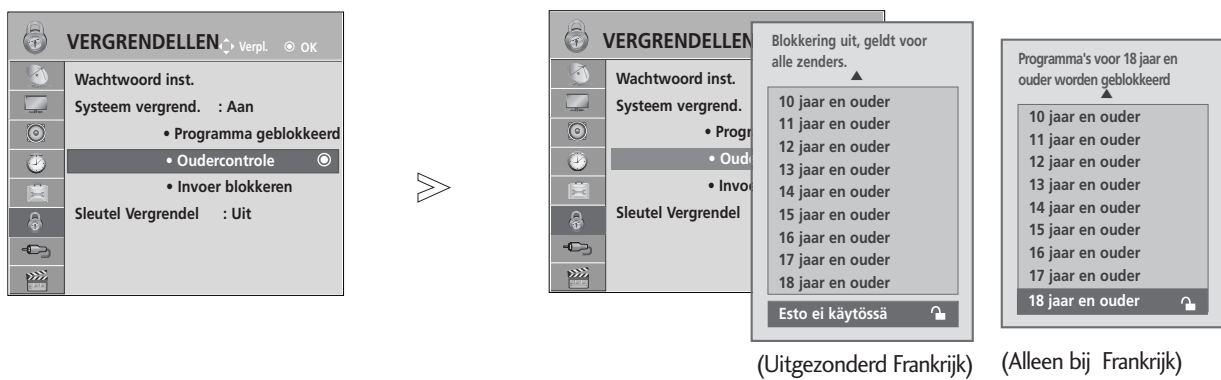 VERGRENDELLEN Verpl. OK
Wachtwoord inst.
Systeem vergrend. : Aan
• Programma geblokkeerd
• Oudercontrole
• Invoer blokkeren
Sleutel Vergrendel : Uit
VERGRENDELLEN
Wachtwoord inst.
Systeem vergrend.
• Progr
• Oud
• Invo
Sleutel Vergrendel
Blokkering uit, geldt voor
alle zenders.
10 jaar en ouder
11 jaar en ouder
12 jaar en ouder
13 jaar en ouder
14 jaar en ouder
15 jaar en ouder
16 jaar en ouder
17 jaar en ouder
18 jaar en ouder
Esto ei käytössä
(Uitgezonderd Frankrijk)
Programma's voor 18 jaar en
ouder worden geblokkeerd
10 jaar en ouder
11 jaar en ouder
12 jaar en ouder
13 jaar en ouder
14 jaar en ouder
15 jaar en ouder
16 jaar en ouder
17 jaar en ouder
18 jaar en ouder
(Alleen bij Frankrijk)